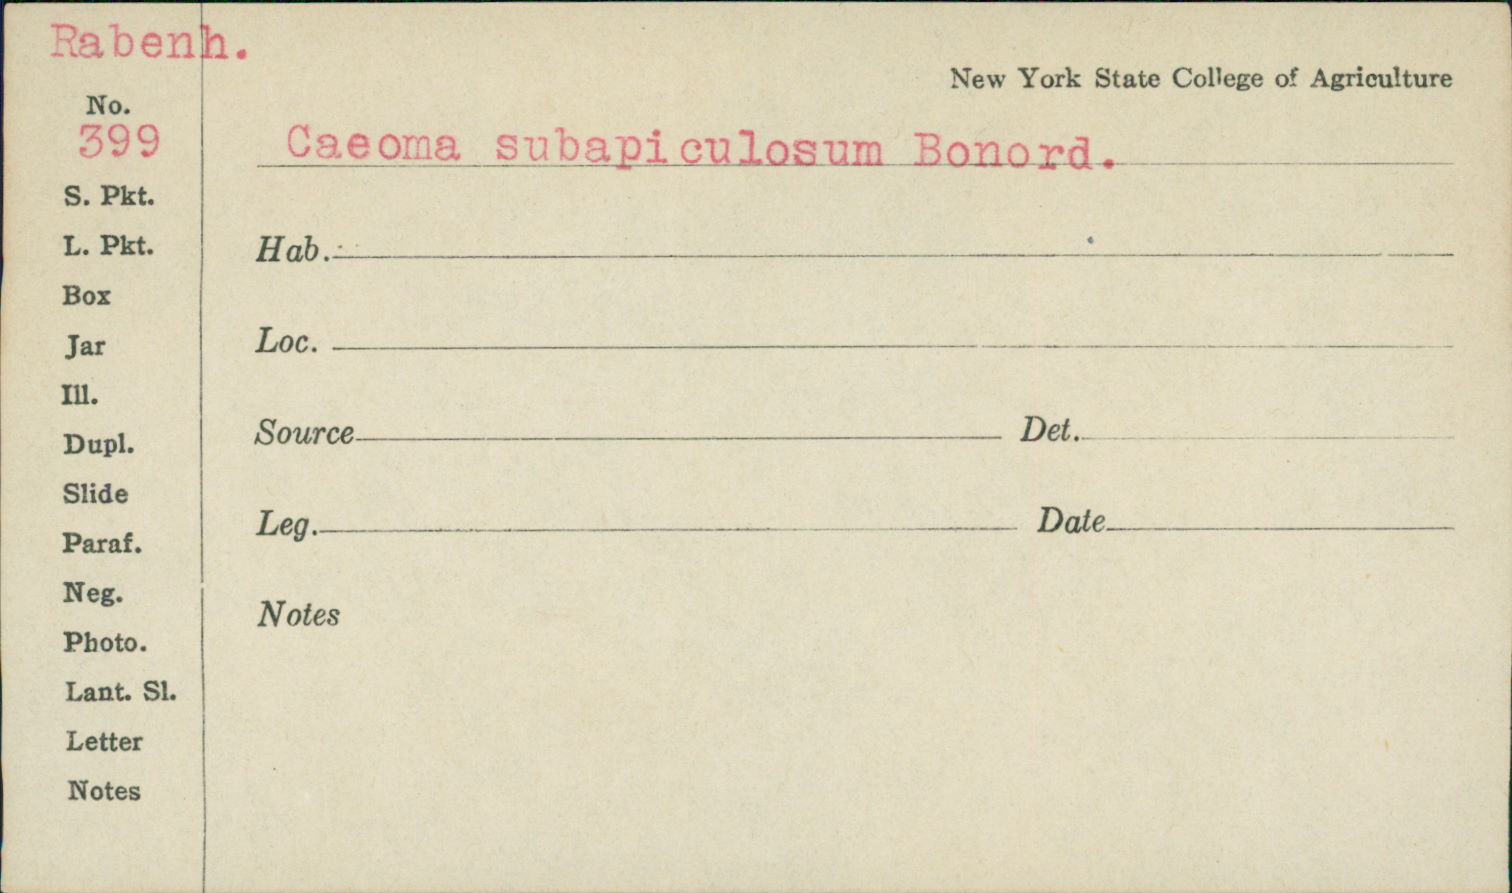 Rabenh.
New York State College of Agriculture
No.
399
Caeoma subapiculosum Bonord.
S. Pkt.
L. Pkt.
Hab.
Box
Jar
Loc.
Ill.
Dupl.
Source Det.
Slide
Leg. Date
Paraf.
Neg.
Notes
Photo.
Lant. Sl.
Letter
Notes